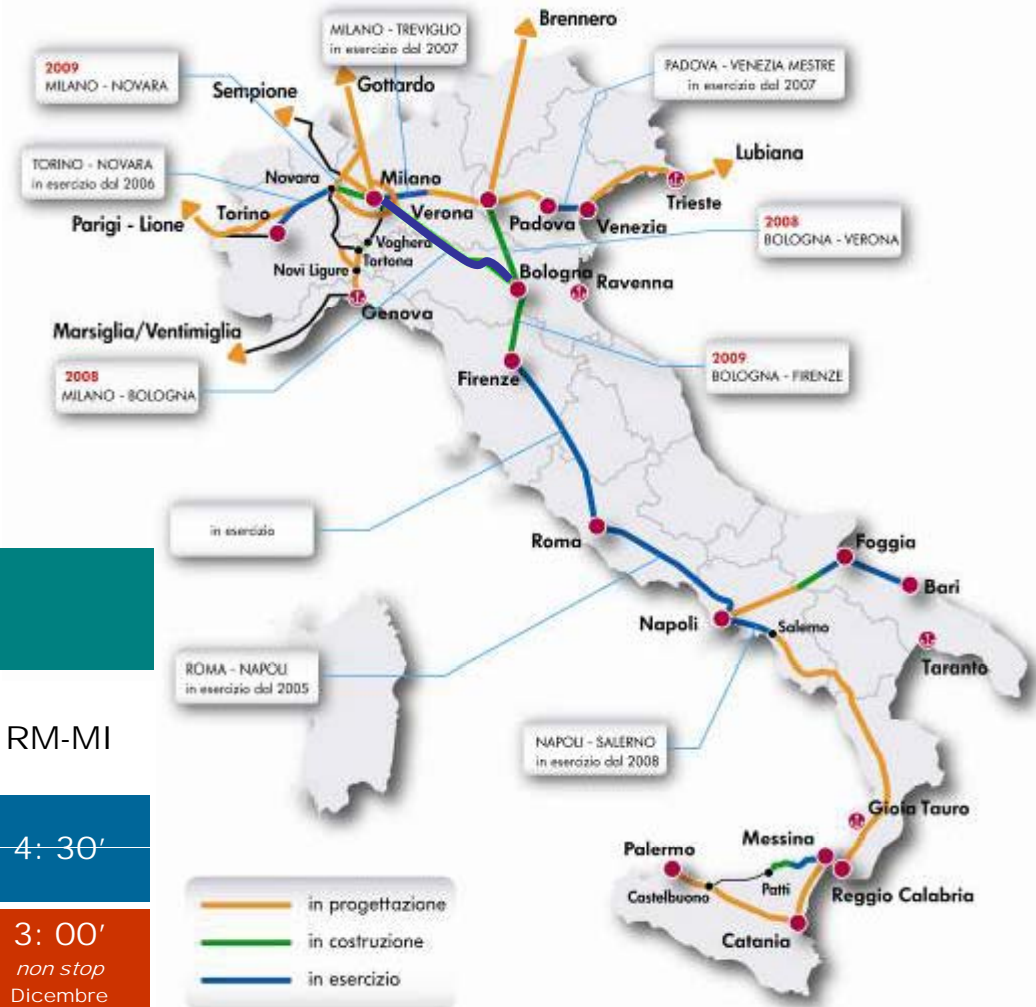 Brennero
MILANO - TREVIGLIO
in esercizio dal 2007
2009
MILANO - NOVARA
PADOVA - VENEZIA MESTRE
in esercizio dal 2007
Sempione
Gottardo
TORINO - NOVARA
in esercizio dal 2006
Lubiana
Novara
Milano
Trieste
Parigi - Lione
Torino
Verona
Padova
Venezia
2008
BOLOGNA - VERONA
Voghera
Tortona
Novi Ligure
Bologna
Ravenna
Genova
Marsiglia/Ventimiglia
2008
MILANO - BOLOGNA
Firenze
2009
BOLOGNA - FIRENZE
in esercizio
Roma
Foggia
Bari
Napoli
Salerno
Taranto
ROMA - NAPOLI
in esercizio dal 2005
RM-MI
NAPOLI - SALERNO
in esercizio dal 2008
Gioia Tauro
4: 30’
Messina
Palermo
Patti
Castelbuono
Reggio Calabria
Catania
in progettazione
in costruzione
in esercizio
3: 00’
non stop
Dicembre